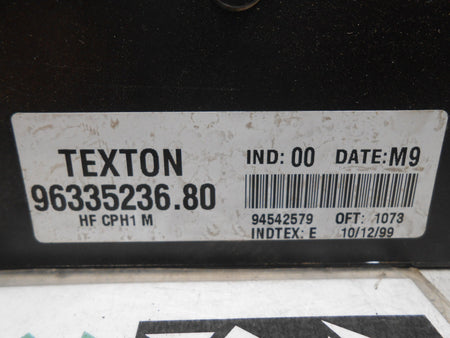 TEXTON IND: 00 DATE: M9
96335236.80
HF CPH1 M 94542579 OFT: 1073
INDTEX: E 10/12/99